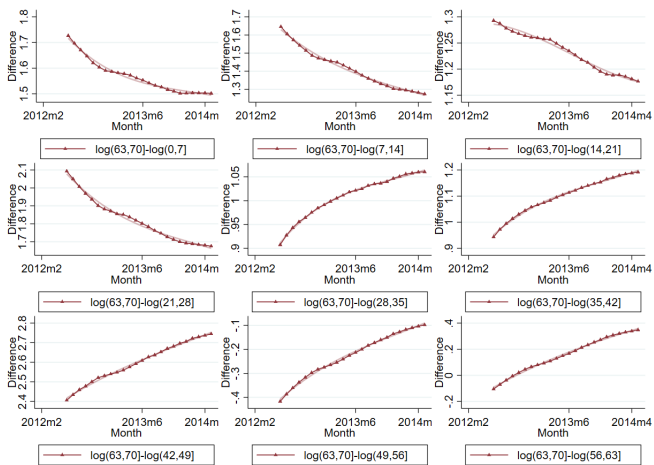 Difference
1.5 1.6 1.7 1.8
2012m2 2013m6 2014m
Month
log(63,70]-log(0,7]
Difference
1.3 1.4 1.5 1.6 1.7
2012m2 2013m6 2014m
Month
log(63,70]-log(7,14]
Difference
1.15 1.2 1.25 1.3
2012m2 2013m6 2014m4
Month
log(63,70]-log(14,21]
Difference
1.7 1.8 1.9 2 2.1
2012m2 2013m6 2014m
Month
log(63,70]-log(21,28]
Difference
.9 .95 1 1.05
2012m2 2013m6 2014m
Month
log(63,70]-log(28,35]
Difference
.9 1 1.1 1.2
2012m2 2013m6 2014m4
Month
log(63,70]-log(35,42]
Difference
2.4 2.5 2.6 2.7 2.8
2012m2 2013m6 2014m
Month
log(63,70]-log(42,49]
Difference
-.4 -.3 -.2 -.1
2012m2 2013m6 2014m
Month
log(63,70]-log(49,56]
Difference
-.2 0 .2 .4
2012m2 2013m6 2014m4
Month
log(63,70]-log(56,63]